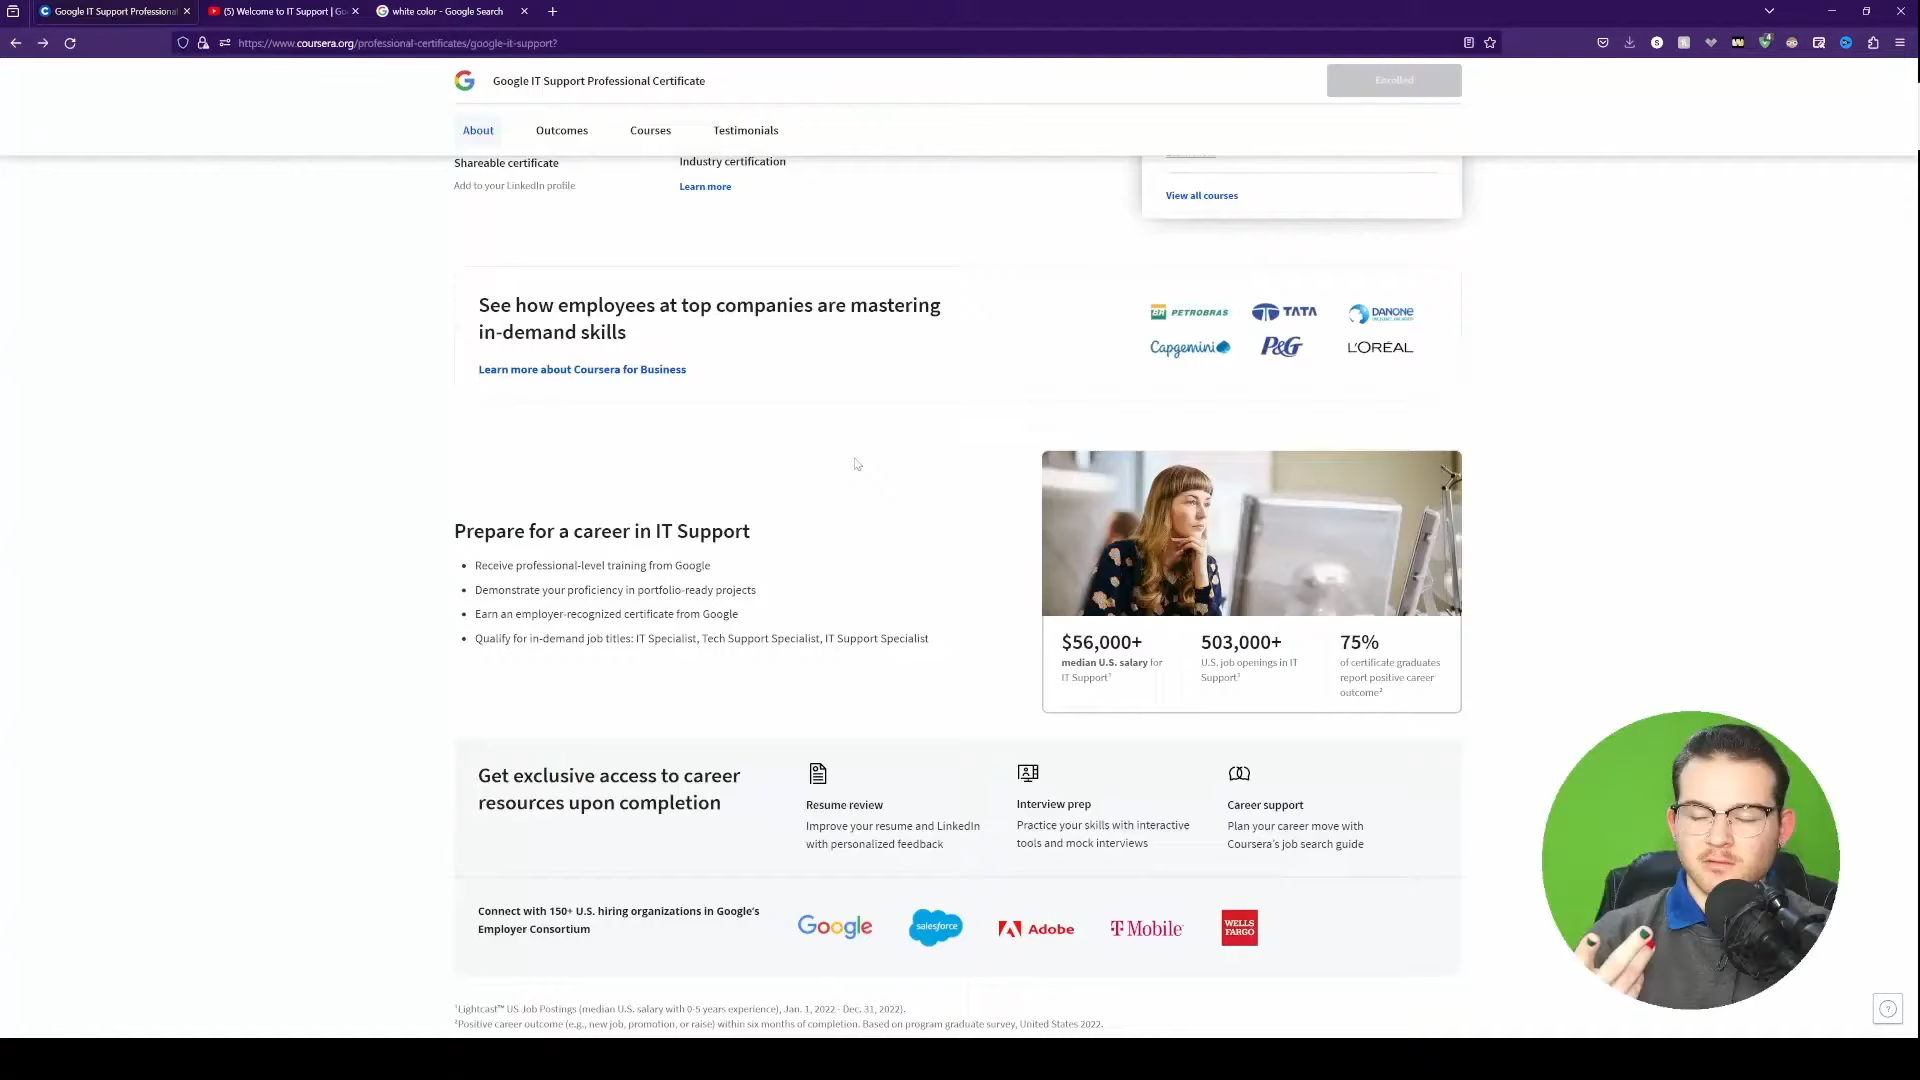 Google IT Support Professional
(5) Welcome to IT Support | Go
white color - Google Search
https://www.coursera.org/professional-certificates/google-it-support?
Google IT Support Professional Certificate
Enrolled
About
Outcomes
Courses
Testimonials
Shareable certificate
Add to your LinkedIn profile
Industry certification
Learn more
View all courses
See how employees at top companies are mastering
in-demand skills
Learn more about Coursera for Business
BR PETROBRAS
TATA
DANONE
Capgemini
P&G
L'ORÉAL
Prepare for a career in IT Support
Receive professional-level training from Google
Demonstrate your proficiency in portfolio-ready projects
Earn an employer-recognized certificate from Google
Qualify for in-demand job titles: IT Specialist, Tech Support Specialist, IT Support Specialist
$56,000+
median U.S. salary for
IT Support¹
503,000+
U.S. job openings in IT
Support¹
75%
of certificate graduates
report positive career
outcome²
Get exclusive access to career
resources upon completion
Resume review
Improve your resume and LinkedIn
with personalized feedback
Interview prep
Practice your skills with interactive
tools and mock interviews
Career support
Plan your career move with
Coursera's job search guide
Connect with 150+ U.S. hiring organizations in Google's
Employer Consortium
Google
salesforce
Adobe
T Mobile
WELLS
FARGO
¹Lightcast™ US Job Postings (median U.S. salary with 0-5 years experience), Jan. 1, 2022 - Dec. 31, 2022).
²Positive career outcome (e.g., new job, promotion, or raise) within six months of completion. Based on program graduate survey, United States 2022.